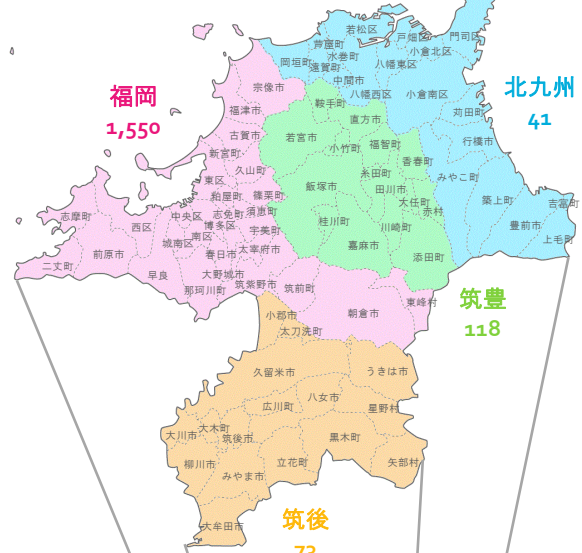 若松区
芦屋町
戸畑区
門司区
小倉北区
岡垣町
水巻町
遠賀町
八幡東区
中間市
八幡西区
小倉南区
北九州
41
宗像市
福岡
1,550
鞍手町
福津市
直方市
苅田町
古賀市
若宮市
小竹町
福智町
行橋市
新宮町
香春町
久山町
糸田町
みやこ町
東区
飯塚市
田川市
粕屋町
篠栗町
大任町
築上町
吉富町
志摩町
中央区
志免町
須恵町
赤村
西区
博多区
桂川町
川崎町
豊前市
宇美町
南区
城南区
上毛町
前原市
春日市
太宰府市
嘉麻市
添田町
二丈町
早良
大野城市
筑紫野市
那珂川町
筑前町
東峰村
筑豊
118
朝倉市
小郡市
太刀洗町
久留米市
うきは市
八女市
広川町
星野村
大木町
大川市
筑後市
黒木町
柳川市
立花町
矢部村
みやま市
筑後
73
大牟田市